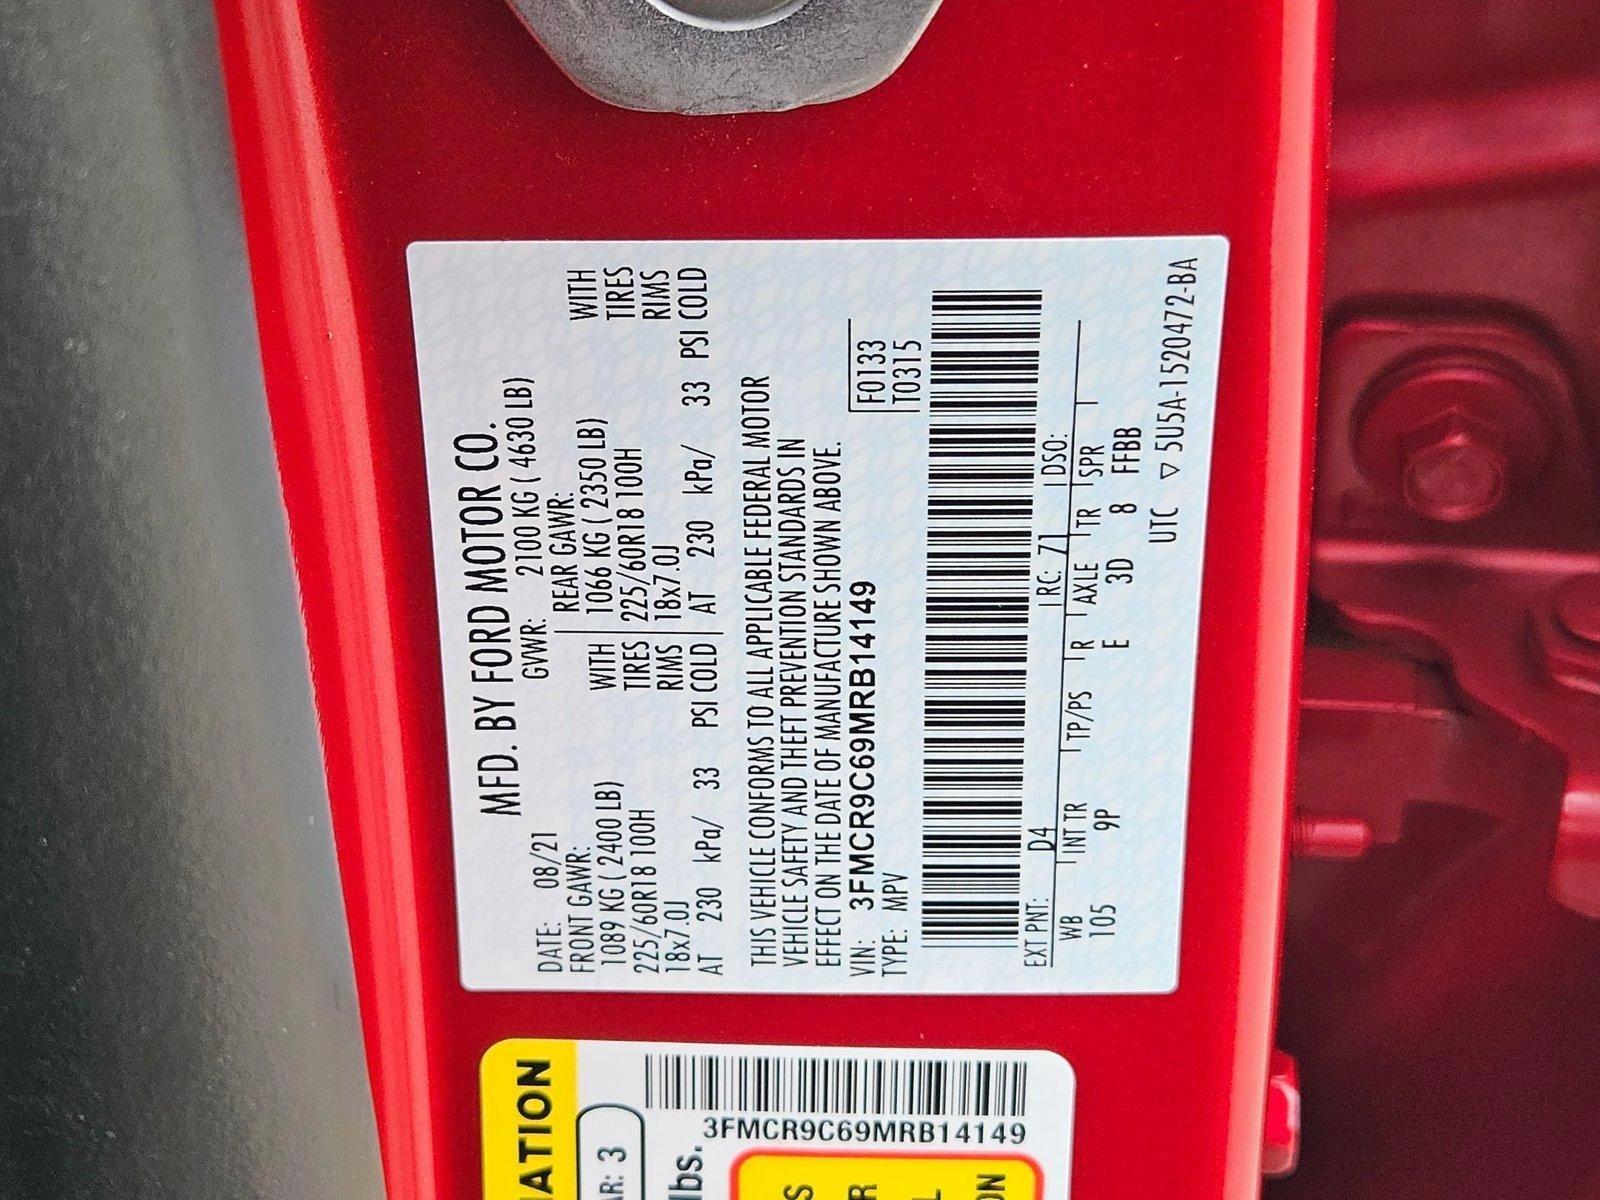 MFD. BY FORD MOTOR CO.
DATE: 08/21 GVWR: 2100 KG ( 4630 LB)
FRONT GAWR: REAR GAWR:
1089 KG ( 2400 LB) WITH 1066 KG ( 2350 LB) WITH
225/60R18 100H TIRES 225/60R18 100H TIRES
18x7.0J RIMS 18x7.0J RIMS
AT 230 kPa/ 33 PSI COLD AT 230 kPa/ 33 PSI COLD
THIS VEHICLE CONFORMS TO ALL APPLICABLE FEDERAL MOTOR
VEHICLE SAFETY AND THEFT PREVENTION STANDARDS IN
EFFECT ON THE DATE OF MANUFACTURE SHOWN ABOVE.
VIN: 3FMCR9C69MRB14149 F0133
TYPE: MPV T0315
EXT PNT: D4 RC: 71 DSO:
WB INT TR TP/PS R AXLE TR SPR
105 9P E 3D 8 FFBB
UTC ▽ 5U5A-1520472-BA
3FMCR9C69MRB14149